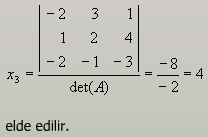 | -2 3 1 |
| 1 2 4 |
| -2 -1 -3 |
x₃ = ――― = -8/-2 = 4
det(A)
elde edilir.